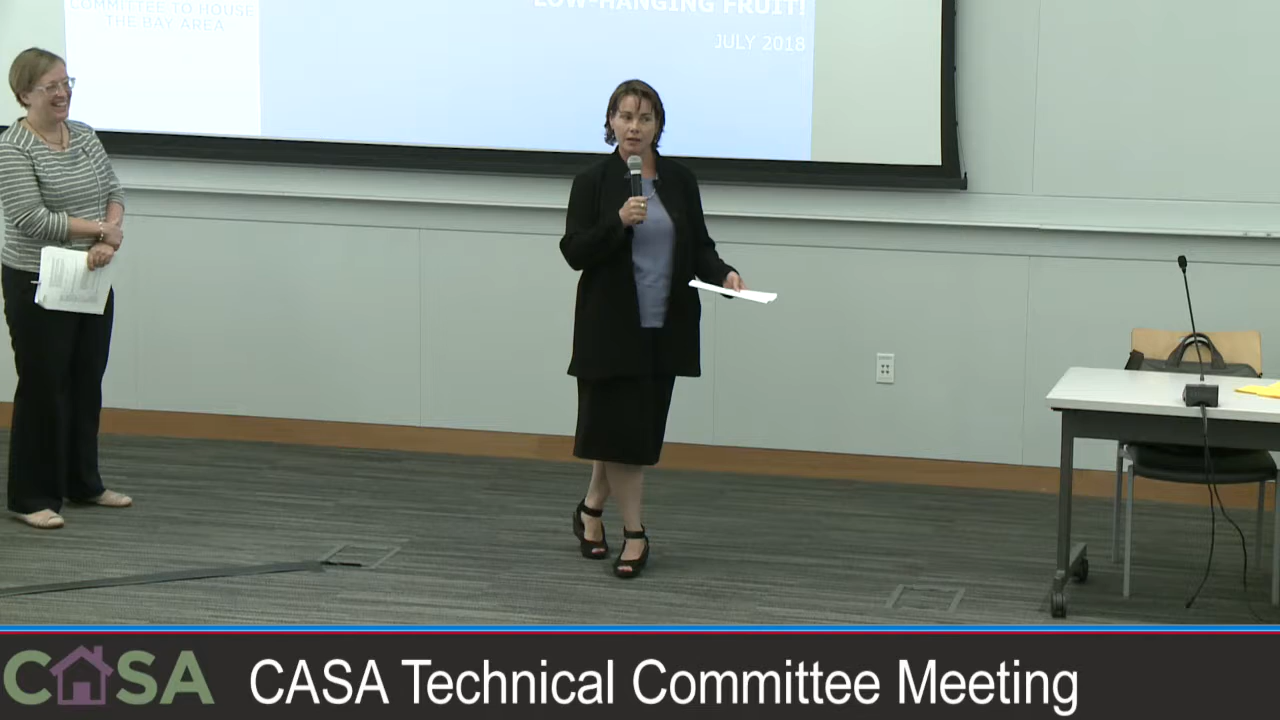 COMMITTEE TO HOUSE
THE BAY AREA
LOW-HANGING FRUIT!
JULY 2018
CASA
CASA Technical Committee Meeting